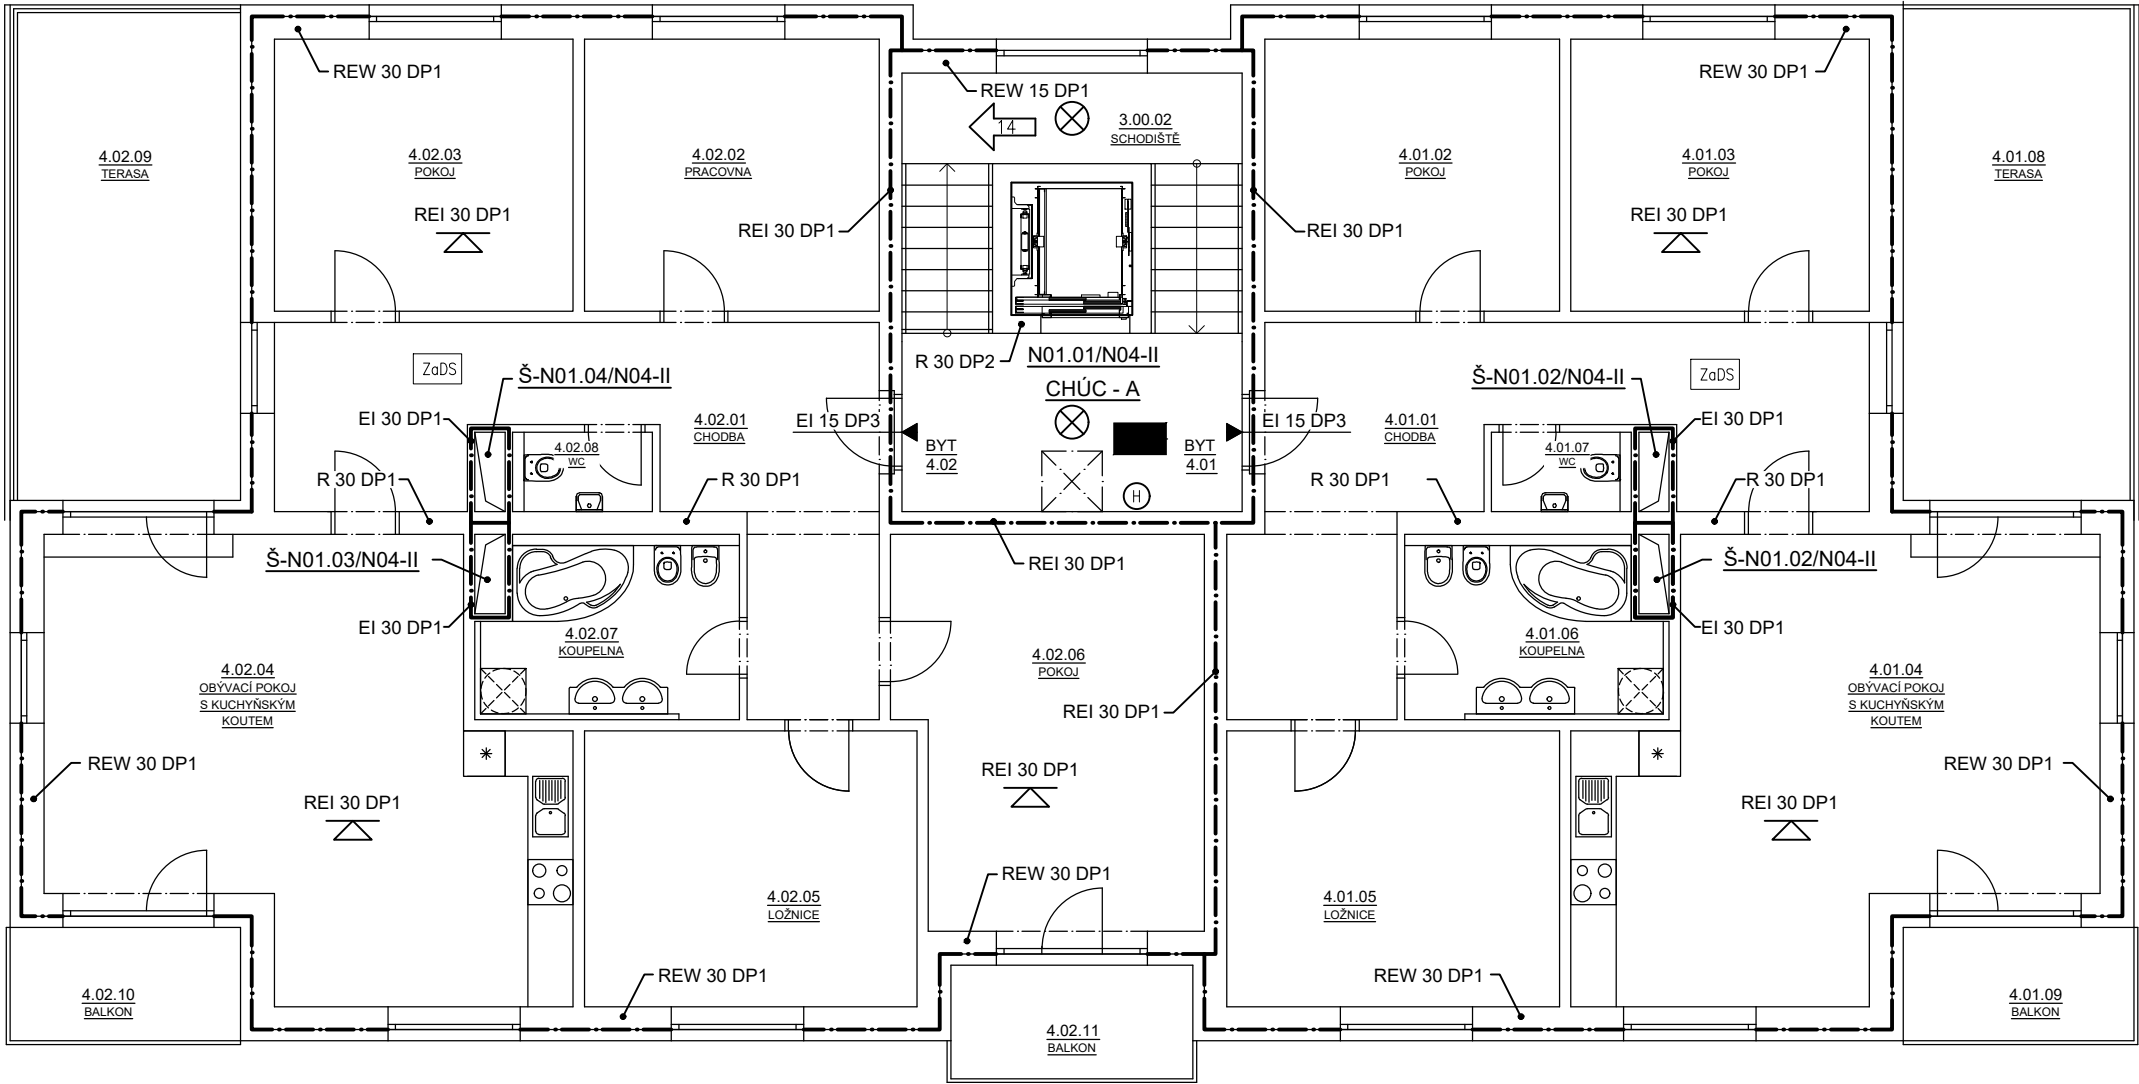 REW 30 DP1
REW 15 DP1
REW 30 DP1
14
3.00.02
SCHODIŠTĚ
4.02.09
TERASA
4.02.03
POKOJ
4.02.02
PRACOVNA
4.01.02
POKOJ
4.01.03
POKOJ
4.01.08
TERASA
REI 30 DP1
REI 30 DP1
REI 30 DP1
REI 30 DP1
R 30 DP2
N01.01/N04-II
CHÚC - A
ZaDS
Š-N01.04/N04-II
Š-N01.02/N04-II
ZaDS
EI 30 DP1
4.02.01
CHODBA
EI 15 DP3
EI 15 DP3
4.01.01
CHODBA
EI 30 DP1
4.02.08
WC
BYT
4.02
BYT
4.01
4.01.07
WC
R 30 DP1
R 30 DP1
H
R 30 DP1
R 30 DP1
Š-N01.03/N04-II
REI 30 DP1
Š-N01.02/N04-II
EI 30 DP1
4.02.07
KOUPELNA
4.01.06
KOUPELNA
EI 30 DP1
4.02.04
OBÝVACÍ POKOJ
S KUCHYŇSKÝM
KOUTEM
4.02.06
POKOJ
4.01.04
OBÝVACÍ POKOJ
S KUCHYŇSKÝM
KOUTEM
REI 30 DP1
REW 30 DP1
REI 30 DP1
REW 30 DP1
REI 30 DP1
REI 30 DP1
REW 30 DP1
4.02.05
LOŽNICE
4.01.05
LOŽNICE
REW 30 DP1
REW 30 DP1
4.02.10
BALKON
4.02.11
BALKON
4.01.09
BALKON